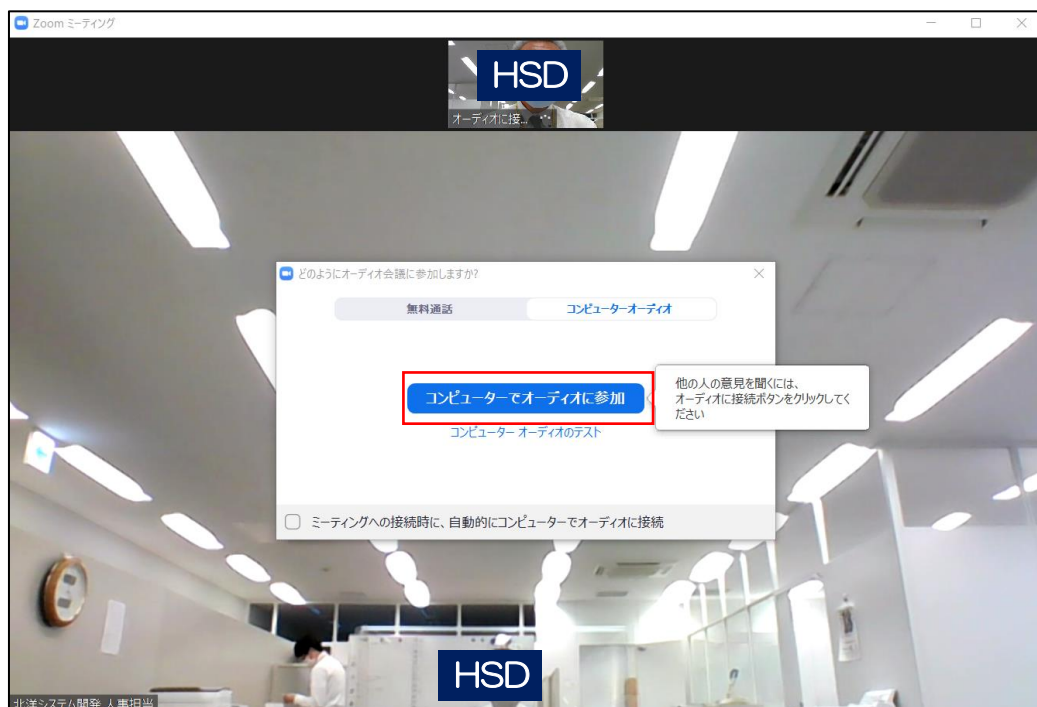 Zoom ミーティング
HSD
オーディオに接...
どのようにオーディオ会議に参加しますか?
無料通話
コンピューターオーディオ
コンピューターでオーディオに参加
他の人の意見を聞くには、
オーディオに接続ボタンをクリックしてく
ださい
コンピューター オーディオのテスト
ミーティングへの接続時に、自動的にコンピューターでオーディオに接続
HSD
北洋システム開発 人事担当